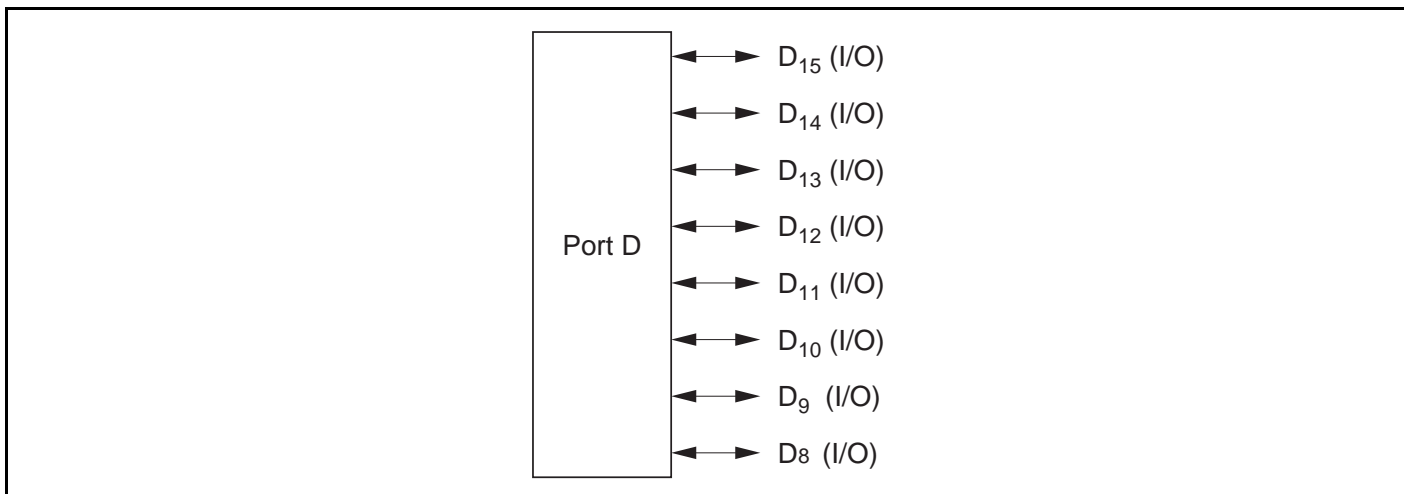 D₁₅ (I/O)
D₁₄ (I/O)
D₁₃ (I/O)
D₁₂ (I/O)
Port D
D₁₁ (I/O)
D₁₀ (I/O)
D₉ (I/O)
D₈ (I/O)